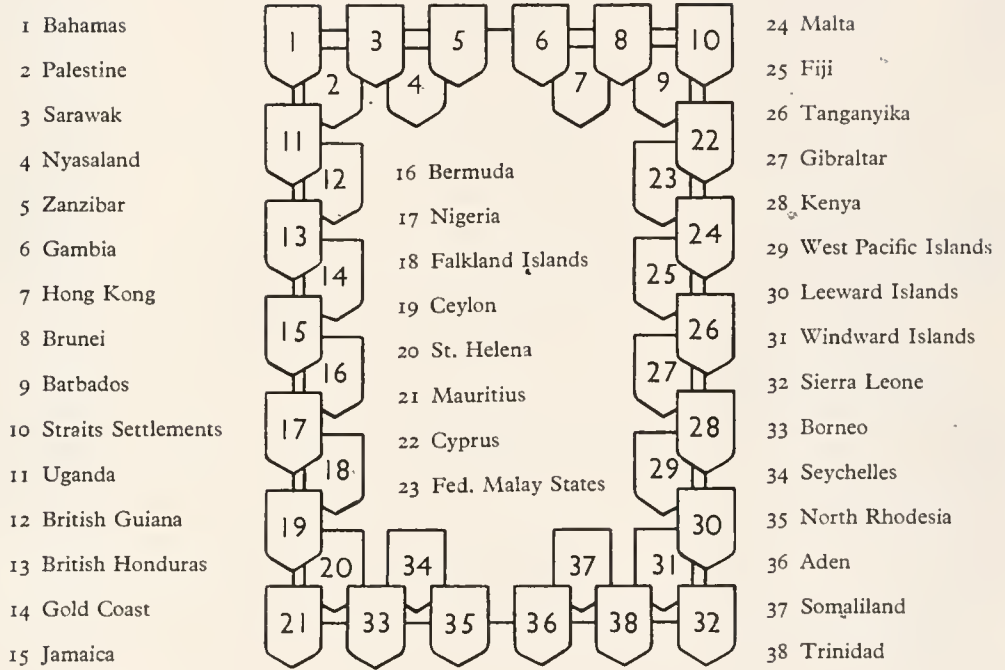 1 Bahamas
2 Palestine
3 Sarawak
4 Nyasaland
5 Zanzibar
6 Gambia
7 Hong Kong
8 Brunei
9 Barbados
10 Straits Settlements
11 Uganda
12 British Guiana
13 British Honduras
14 Gold Coast
15 Jamaica
1 3 5 6 8 10
2 4 7 9
11 22
12 23
13 24
14 25
15 26
16 27
17 28
18 29
19 30
20 34 37 31
21 33 35 36 38 32
16 Bermuda
17 Nigeria
18 Falkland Islands
19 Ceylon
20 St. Helena
21 Mauritius
22 Cyprus
23 Fed. Malay States
24 Malta
25 Fiji
26 Tanganyika
27 Gibraltar
28 Kenya
29 West Pacific Islands
30 Leeward Islands
31 Windward Islands
32 Sierra Leone
33 Borneo
34 Seychelles
35 North Rhodesia
36 Aden
37 Somaliland
38 Trinidad